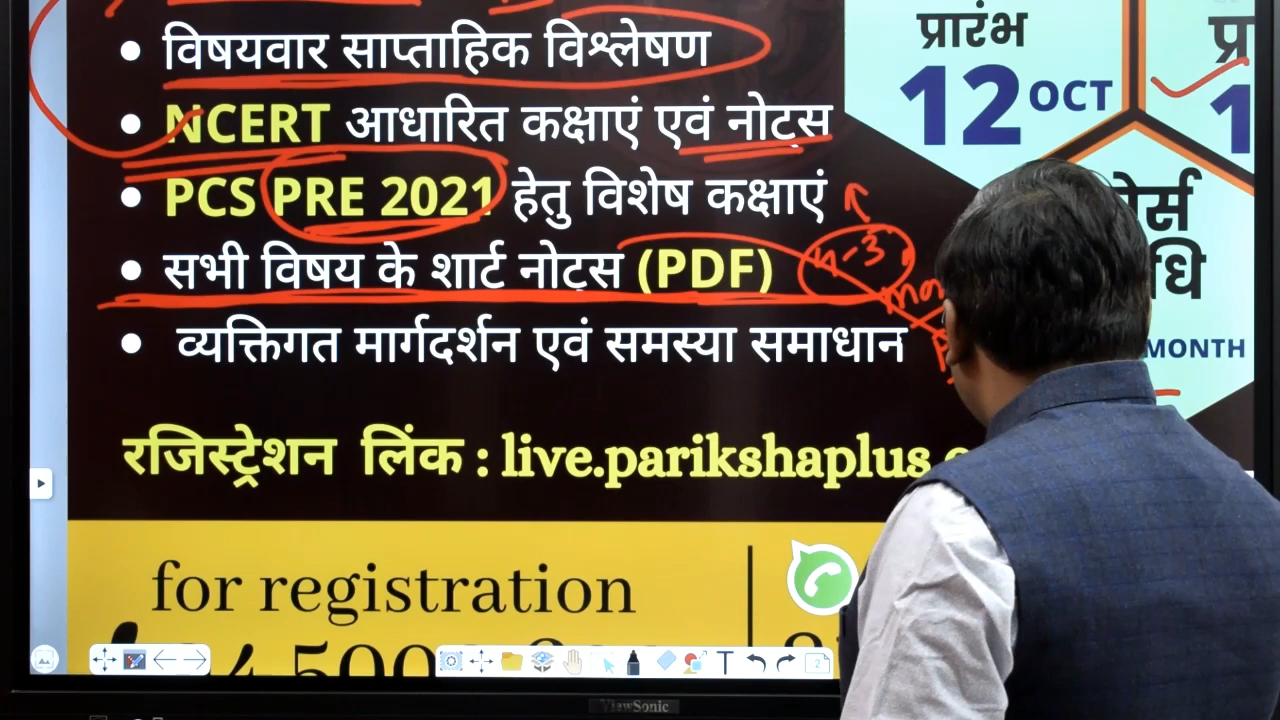 • विषयवार साप्ताहिक विश्लेषण
• NCERT आधारित कक्षाएं एवं नोट्स
• PCS PRE 2021 हेतु विशेष कक्षाएं
• सभी विषय के शार्ट नोट्स (PDF)
• व्यक्तिगत मार्गदर्शन एवं समस्या समाधान
रजिस्ट्रेशन लिंक : live.parikshaplus
for registration
प्रारंभ
12 OCT
MONTH
ViewSonic